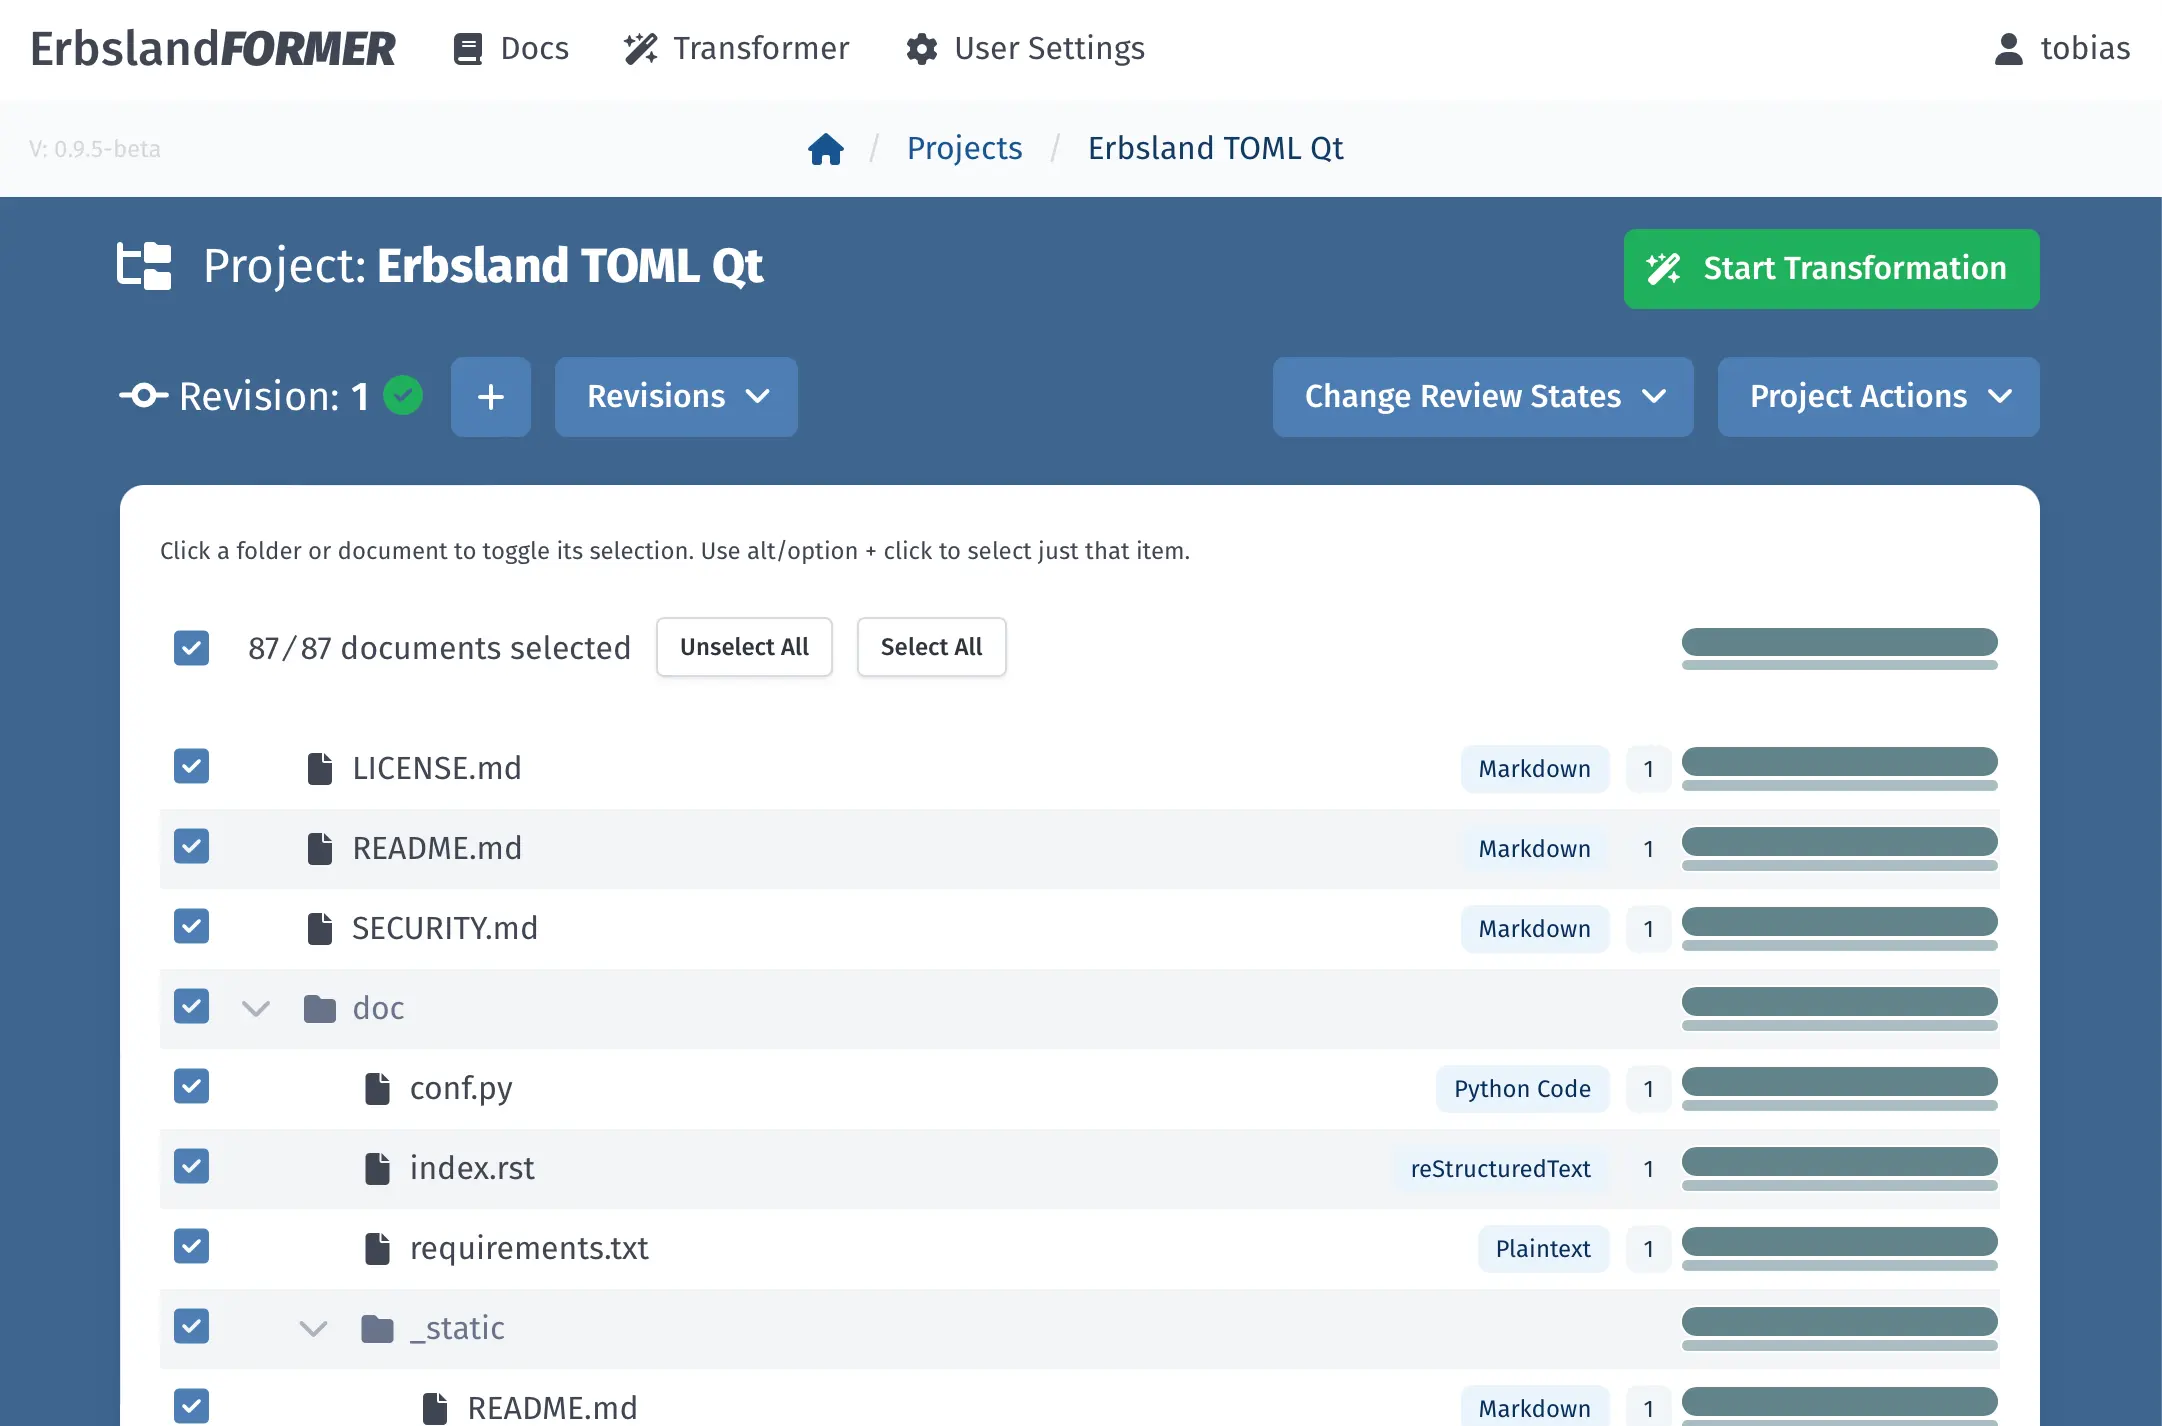 ErbslandFORMER Docs Transformer User Settings tobias
V: 0.9.5-beta / Projects / Erbsland TOML Qt
Project: Erbsland TOML Qt Start Transformation
Revision: 1 + Revisions Change Review States Project Actions
Click a folder or document to toggle its selection. Use alt/option + click to select just that item.
87/87 documents selected Unselect All Select All
LICENSE.md Markdown 1
README.md Markdown 1
SECURITY.md Markdown 1
doc
conf.py Python Code 1
index.rst reStructuredText 1
requirements.txt Plaintext 1
_static
README.md Markdown 1